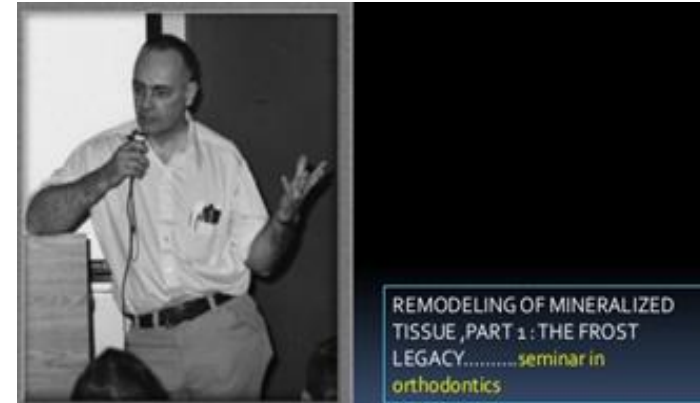 REMODELING OF MINERALIZED
TISSUE ,PART 1 : THE FROST
LEGACY..........seminar in
orthodontics